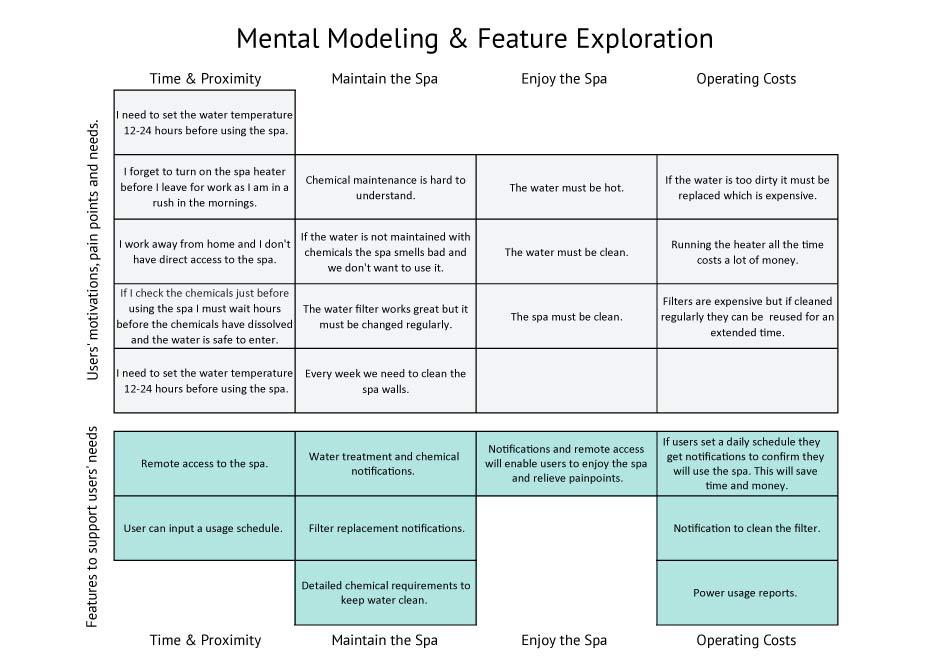 Mental Modeling & Feature Exploration
Time & Proximity
Maintain the Spa
Enjoy the Spa
Operating Costs
Users' motivations, pain points and needs.
I need to set the water temperature
12-24 hours before using the spa.
I forget to turn on the spa heater
before I leave for work as I am in a
rush in the mornings.
Chemical maintenance is hard to
understand.
The water must be hot.
If the water is too dirty it must be
replaced which is expensive.
I work away from home and I don't
have direct access to the spa.
If the water is not maintained with
chemicals the spa smells bad and
we don't want to use it.
The water must be clean.
Running the heater all the time
costs a lot of money.
If I check the chemicals just before
using the spa I must wait hours
before the chemicals have dissolved
and the water is safe to enter.
The water filter works great but it
must be changed regularly.
The spa must be clean.
Filters are expensive but if cleaned
regularly they can be reused for an
extended time.
I need to set the water temperature
12-24 hours before using the spa.
Every week we need to clean the
spa walls.
Features to support users' needs
Remote access to the spa.
Water treatment and chemical
notifications.
Notifications and remote access
will enable users to enjoy the spa
and relieve painpoints.
If users set a daily schedule they
get notifications to confirm they
will use the spa. This will save
time and money.
User can input a usage schedule.
Filter replacement notifications.
Notification to clean the filter.
Detailed chemical requirements to
keep water clean.
Power usage reports.
Time & Proximity
Maintain the Spa
Enjoy the Spa
Operating Costs